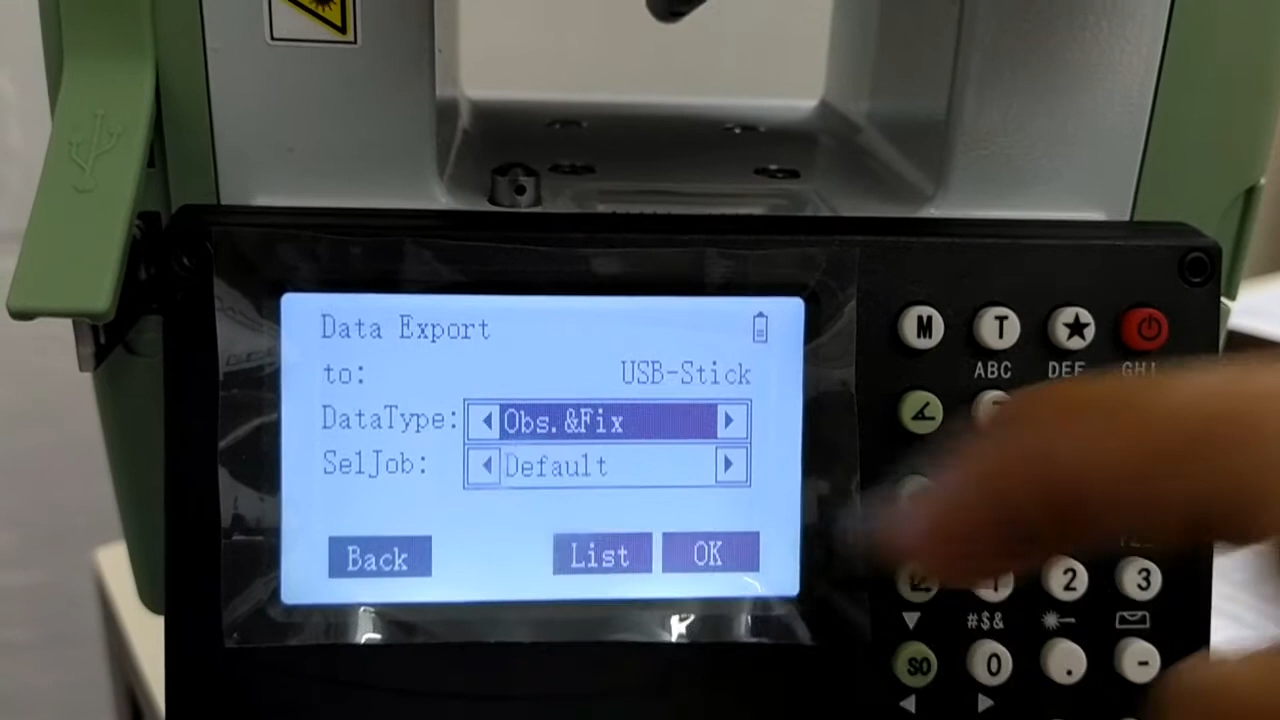 Data Export
to: USB-Stick
DataType: Obs.&Fix
SelJob: Default
Back List OK
M T ★
ABC DEF GHI
2 3
#$&
SO 0 . -